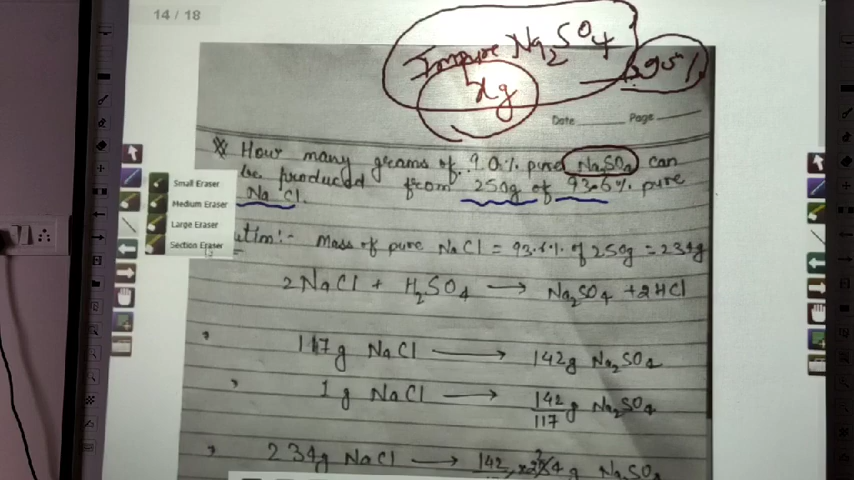 14 / 18
Impure Na2SO4
xg
Date Page
How many grams of 90% pure Na2SO4 can
be produced from 250g of 93.6% pure
NaCl.
Small Eraser
Medium Eraser
Large Eraser
Section Eraser
Mass of pure NaCl = 93.6% of 250g = 234g
2NaCl + H2SO4 → Na2SO4 + 2HCl
117g NaCl → 142g Na2SO4
1g NaCl → 142/117 g Na2SO4
234g NaCl → 142